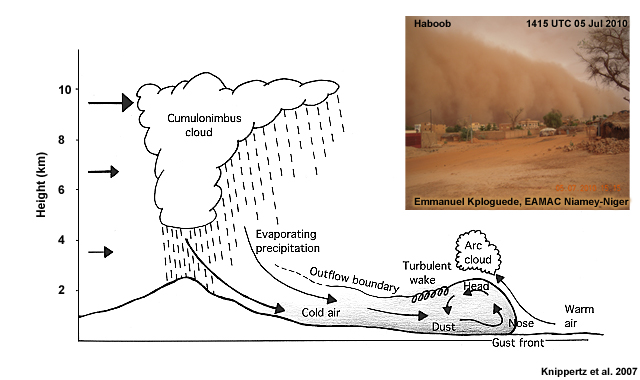 Haboob
1415 UTC 05 Jul 2010
Emmanuel Kploguede, EAMAC Niamey-Niger
Height (km)
10
8
6
4
2
Cumulonimbus
cloud
Evaporating
precipitation
Outflow boundary
Turbulent
wake
Arc
cloud
Head
Cold air
Dust
Nose
Warm
air
Gust front
Knippertz et al. 2007